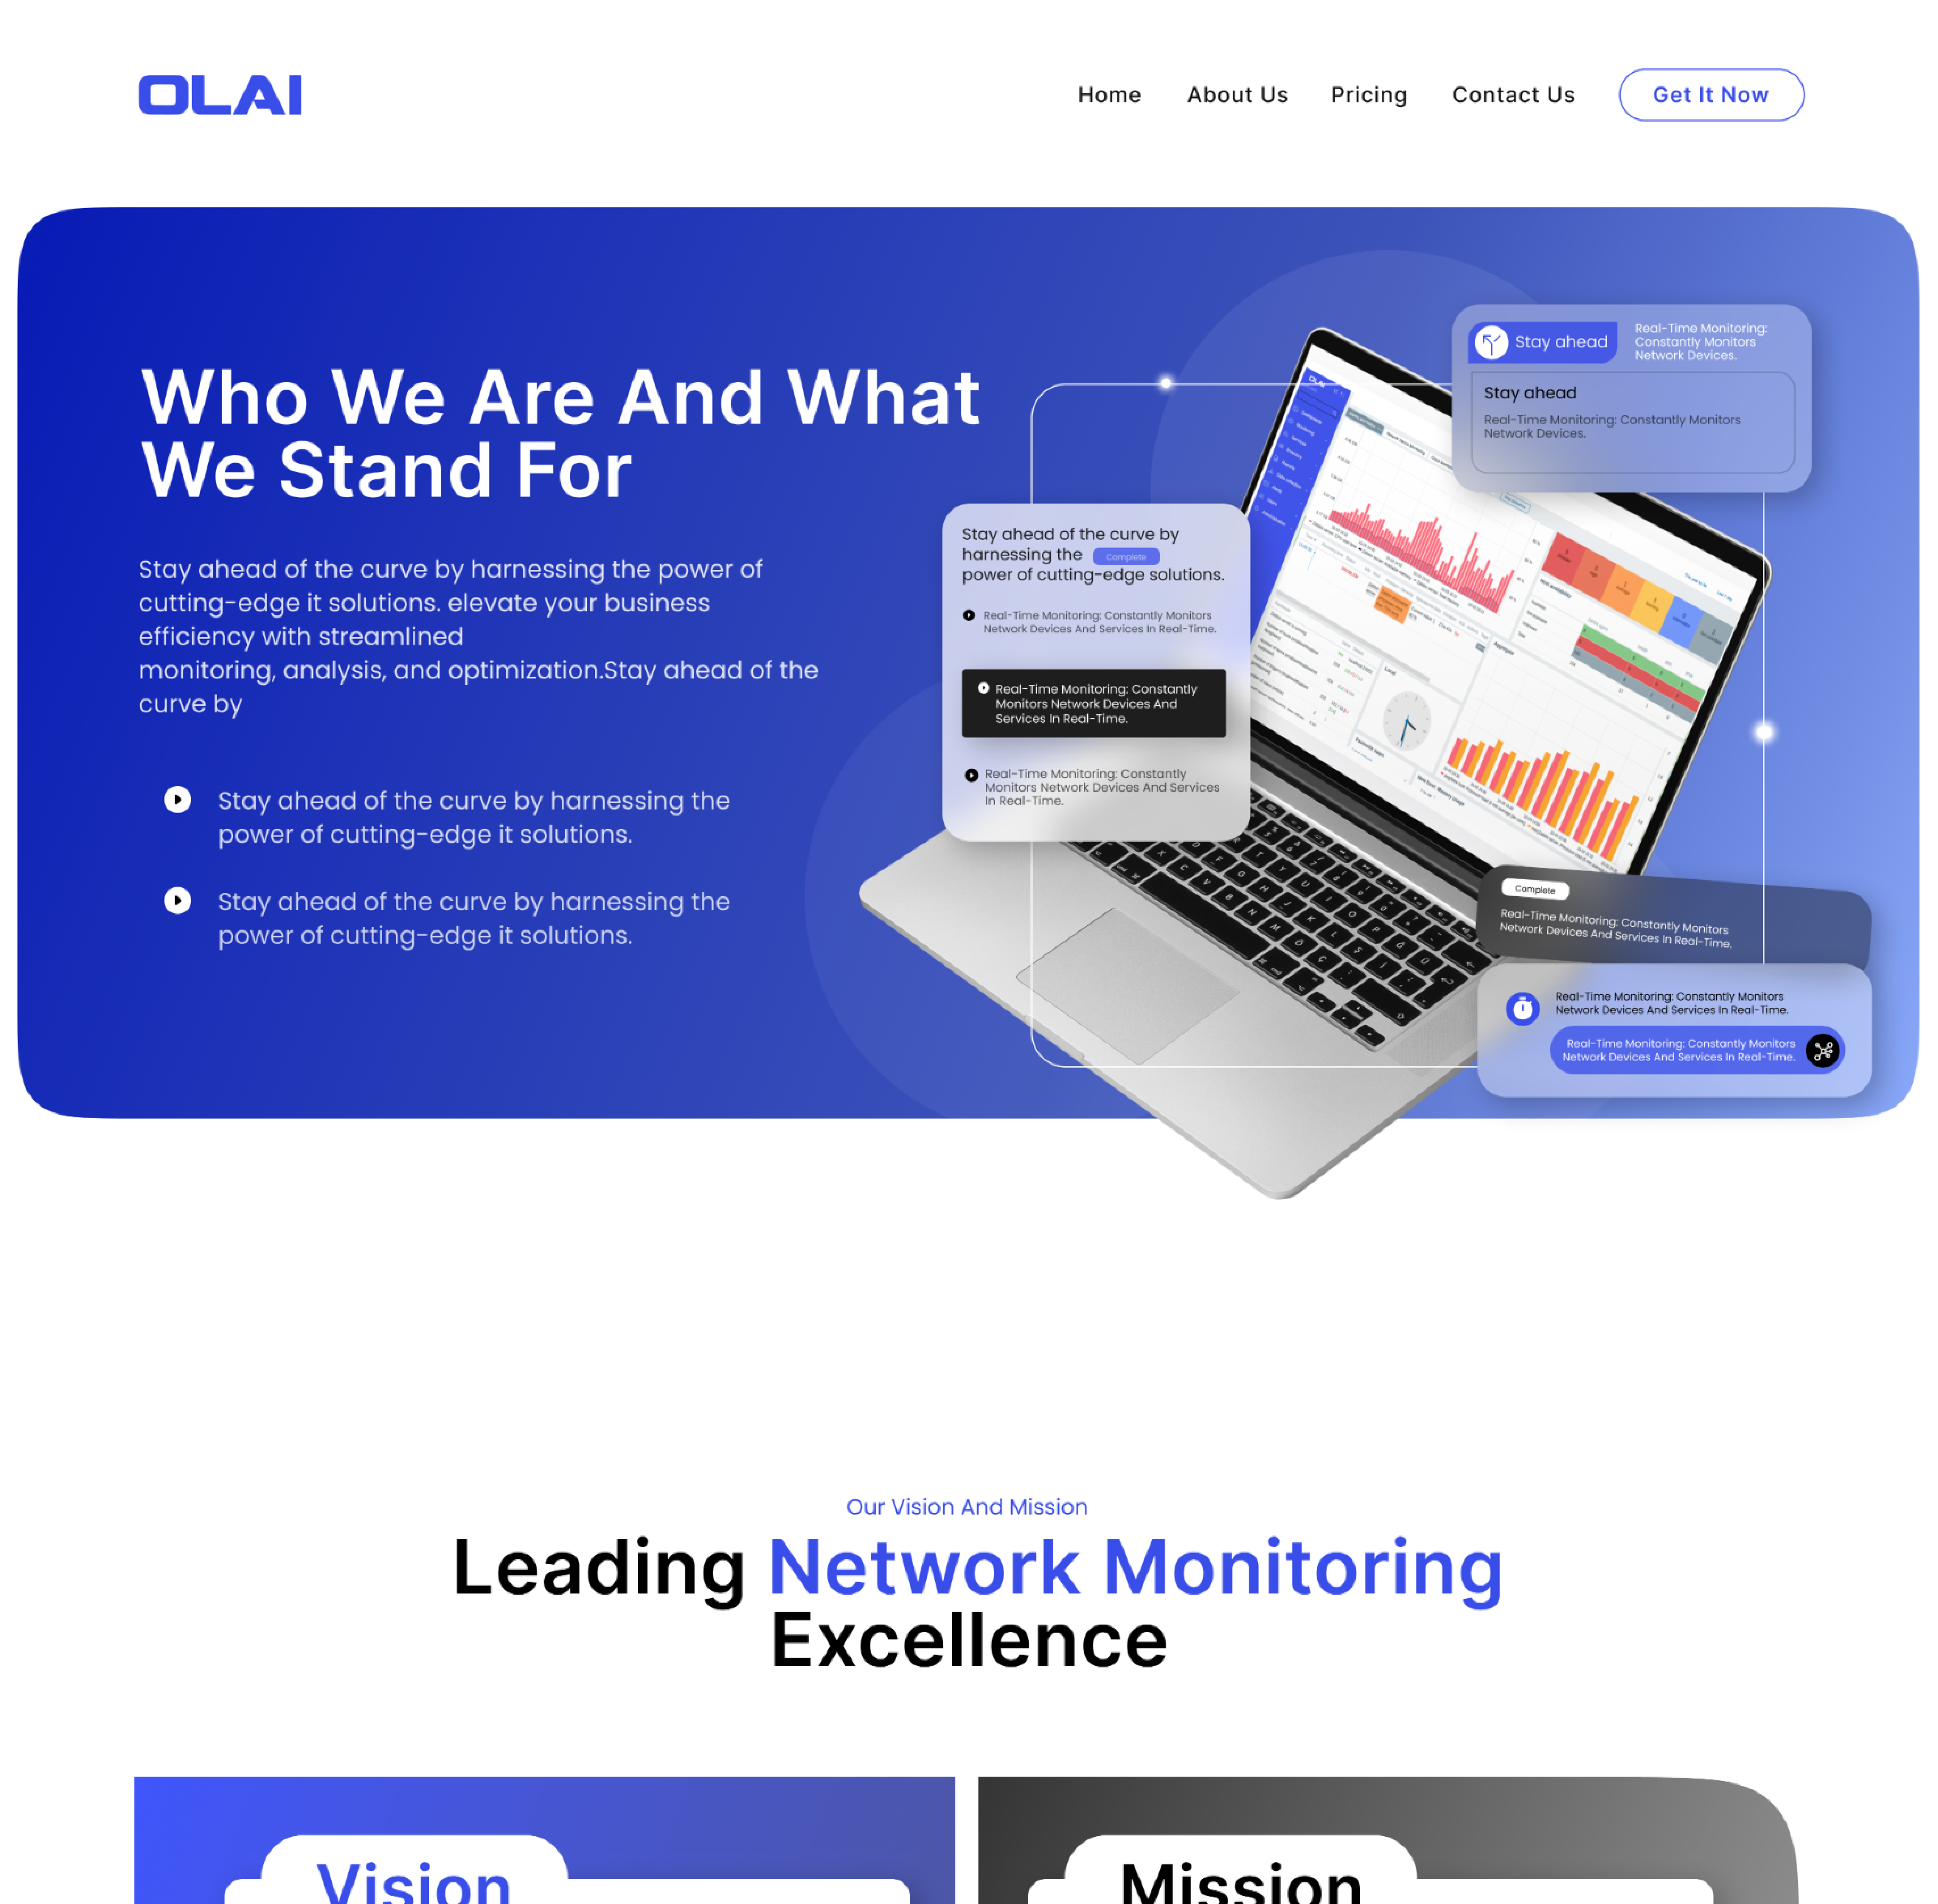 OLAI
Home
About Us
Pricing
Contact Us
Get It Now
Who We Are And What
We Stand For
Stay ahead of the curve by harnessing the power of
cutting-edge it solutions. elevate your business
efficiency with streamlined
monitoring, analysis, and optimization.Stay ahead of the
curve by
Stay ahead of the curve by harnessing the
power of cutting-edge it solutions.
Stay ahead of the curve by harnessing the
power of cutting-edge it solutions.
Stay ahead of the curve by
harnessing the Complete
power of cutting-edge solutions.
Real-Time Monitoring: Constantly Monitors
Network Devices And Services In Real-Time.
Real-Time Monitoring: Constantly
Monitors Network Devices And
Services In Real-Time.
Real-Time Monitoring: Constantly
Monitors Network Devices And Services
In Real-Time.
Stay ahead
Real-Time Monitoring:
Constantly Monitors
Network Devices.
Stay ahead
Real-Time Monitoring: Constantly Monitors
Network Devices.
OLAI
Complete
Real-Time Monitoring: Constantly Monitors
Network Devices And Services In Real-Time.
Real-Time Monitoring: Constantly Monitors
Network Devices And Services In Real-Time.
Real-Time Monitoring: Constantly Monitors
Network Devices And Services In Real-Time.
Our Vision And Mission
Leading Network Monitoring
Excellence
Vision
Mission